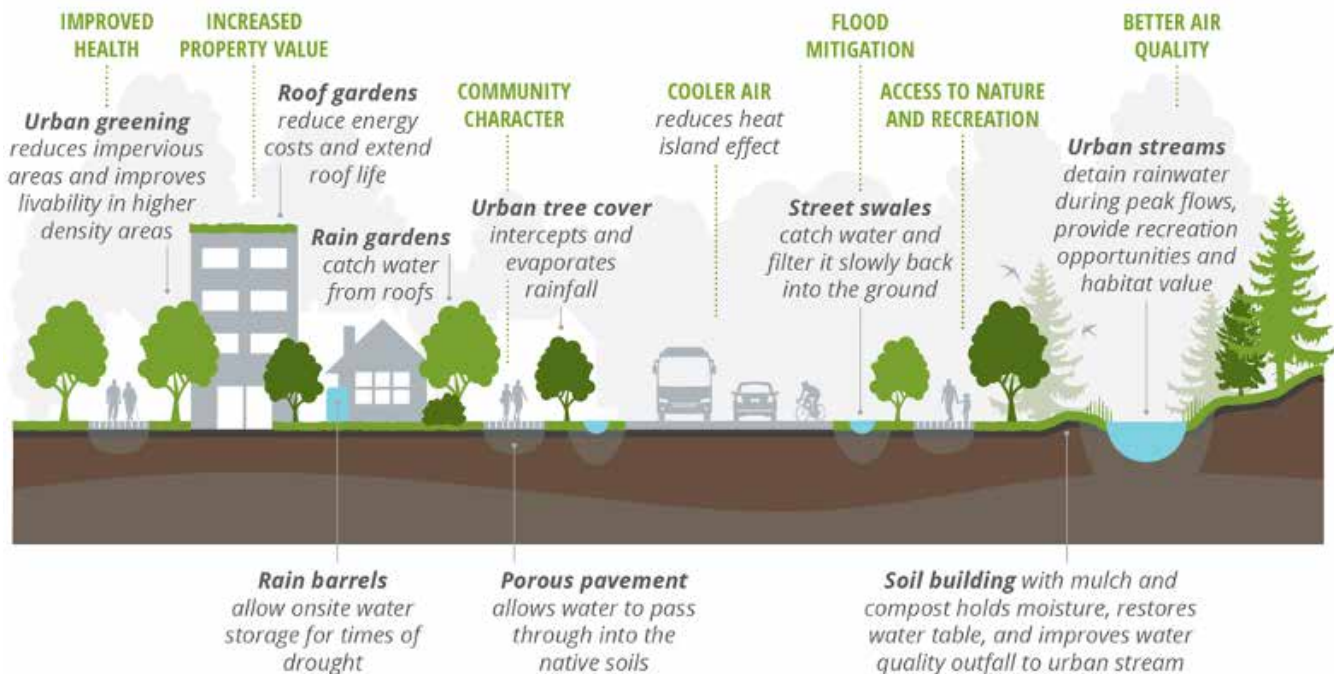 IMPROVED
HEALTH
INCREASED
PROPERTY VALUE
FLOOD
MITIGATION
BETTER AIR
QUALITY
Roof gardens
reduce energy
costs and extend
roof life
COMMUNITY
CHARACTER
COOLER AIR
reduces heat
island effect
ACCESS TO NATURE
AND RECREATION
Urban greening
reduces impervious
areas and improves
livability in higher
density areas
Urban streams
detain rainwater
during peak flows,
provide recreation
opportunities and
habitat value
Rain gardens
catch water
from roofs
Urban tree cover
intercepts and
evaporates
rainfall
Street swales
catch water and
filter it slowly back
into the ground
Rain barrels
allow onsite water
storage for times of
drought
Porous pavement
allows water to pass
through into the
native soils
Soil building with mulch and
compost holds moisture, restores
water table, and improves water
quality outfall to urban stream